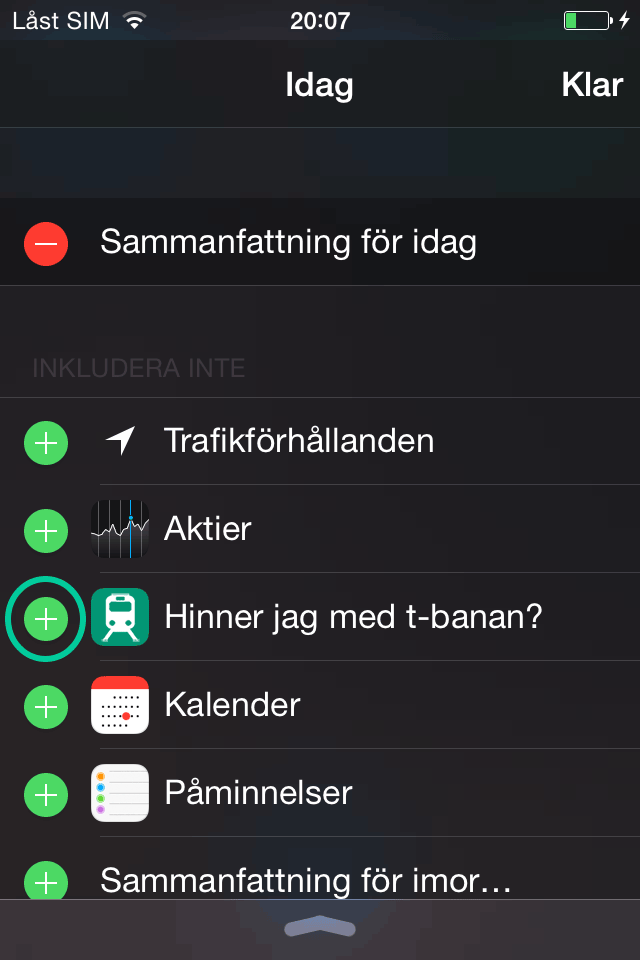 Låst SIM
20:07
Idag
Klar
Sammanfattning för idag
INKLUDERA INTE
Trafikförhållanden
Aktier
Hinner jag med t-banan?
Kalender
Påminnelser
Sammanfattning för imor…